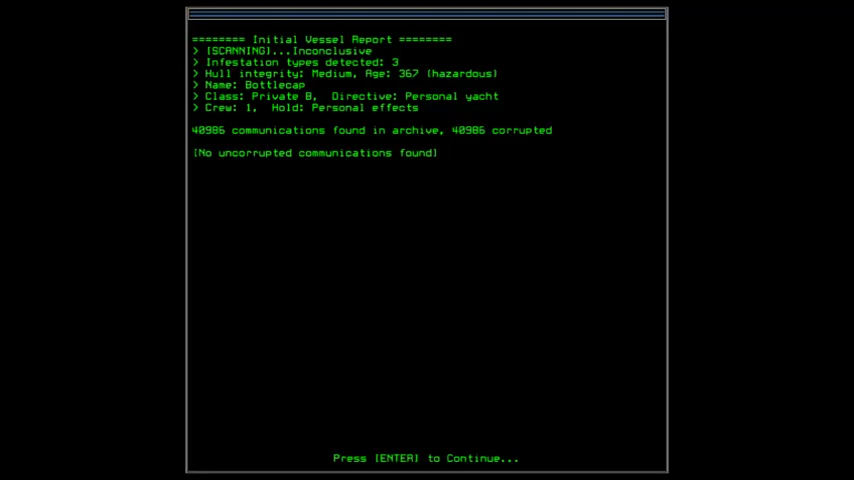 ======== Initial Vessel Report ========
> [SCANNING]...Inconclusive
> Infestation types detected: 3
> Hull integrity: Medium, Age: 367 (hazardous)
> Name: Bottlecap
> Class: Private B,  Directive: Personal yacht
> Crew: 1,  Hold: Personal effects
40986 communications found in archive, 40986 corrupted
[No uncorrupted communications found]
Press [ENTER] to Continue...